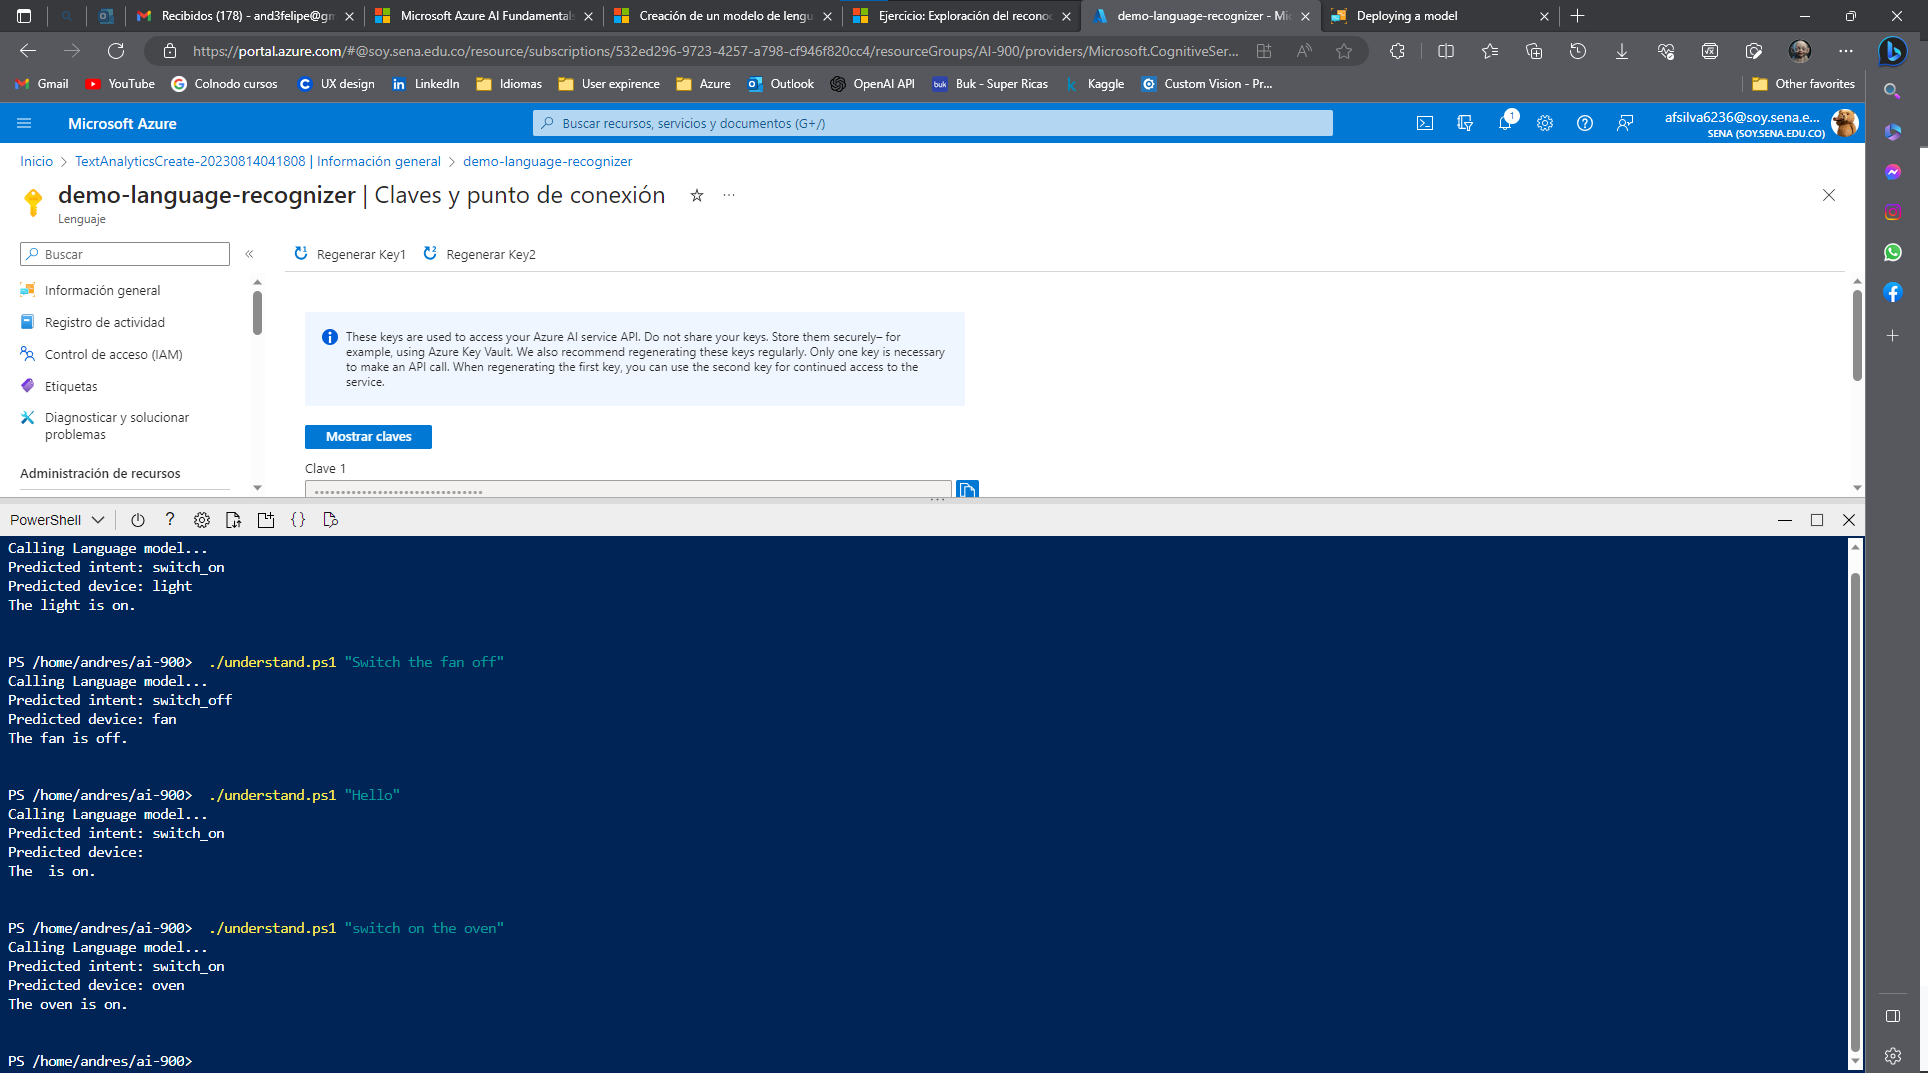 Recibidos (178) - and3felipe@gm
Microsoft Azure AI Fundamentals
Creación de un modelo de lengu
Ejercicio: Exploración del recono
demo-language-recognizer - Mic
Deploying a model
https://portal.azure.com/#@soy.sena.edu.co/resource/subscriptions/532ed296-9723-4257-a798-cf946f820cc4/resourceGroups/AI-900/providers/Microsoft.CognitiveSer...
Gmail YouTube Colnodo cursos UX design LinkedIn Idiomas User expirence Azure Outlook OpenAI API Buk - Super Ricas Kaggle Custom Vision - Pr... Other favorites
Microsoft Azure
Buscar recursos, servicios y documentos (G+/)
1
afsilva6236@soy.sena.e...
SENA (SOY.SENA.EDU.CO)
Inicio > TextAnalyticsCreate-20230814041808 | Información general > demo-language-recognizer
demo-language-recognizer | Claves y punto de conexión
Lenguaje
Buscar
Regenerar Key1
Regenerar Key2
Información general
Registro de actividad
Control de acceso (IAM)
Etiquetas
Diagnosticar y solucionar
problemas
Administración de recursos
These keys are used to access your Azure AI service API. Do not share your keys. Store them securely– for
example, using Azure Key Vault. We also recommend regenerating these keys regularly. Only one key is necessary
to make an API call. When regenerating the first key, you can use the second key for continued access to the
service.
Mostrar claves
Clave 1
PowerShell
Calling Language model...
Predicted intent: switch_on
Predicted device: light
The light is on.
PS /home/andres/ai-900> ./understand.ps1 "Switch the fan off"
Calling Language model...
Predicted intent: switch_off
Predicted device: fan
The fan is off.
PS /home/andres/ai-900> ./understand.ps1 "Hello"
Calling Language model...
Predicted intent: switch_on
Predicted device:
The  is on.
PS /home/andres/ai-900> ./understand.ps1 "switch on the oven"
Calling Language model...
Predicted intent: switch_on
Predicted device: oven
The oven is on.
PS /home/andres/ai-900>